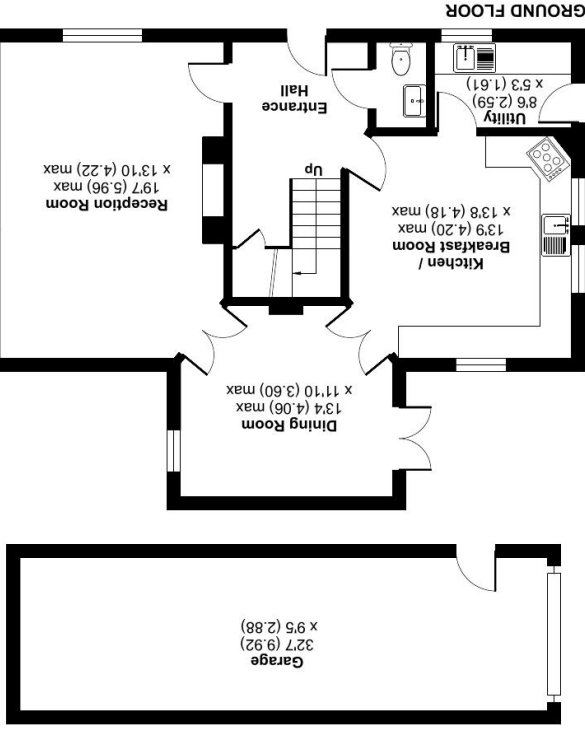 Garage
32'7 (9.92)
x 9'5 (2.88)
Dining Room
13'4 (4.06) max
x 11'10 (3.60) max
Kitchen /
Breakfast Room
13'9 (4.20) max
x 13'8 (4.18) max
Reception Room
19'7 (5.96) max
x 13'10 (4.22) max
Up
Utility
8'6 (2.59)
x 5'3 (1.61)
Entrance
Hall
GROUND FLOOR